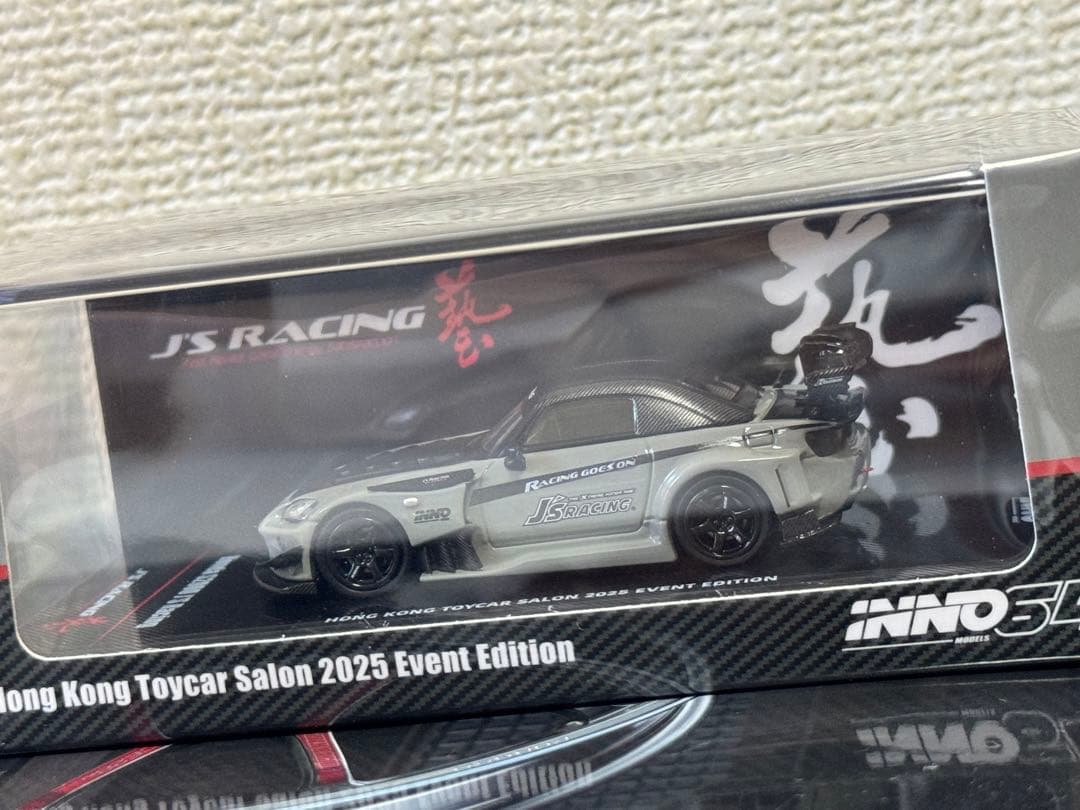 J'S RACING 藝
藝
RACING GOES ON
J'S RACING
INNO
HONG KONG TOYCAR SALON 2025 EVENT EDITION
INNO64
MODELS
Hong Kong Toycar Salon 2025 Event Edition